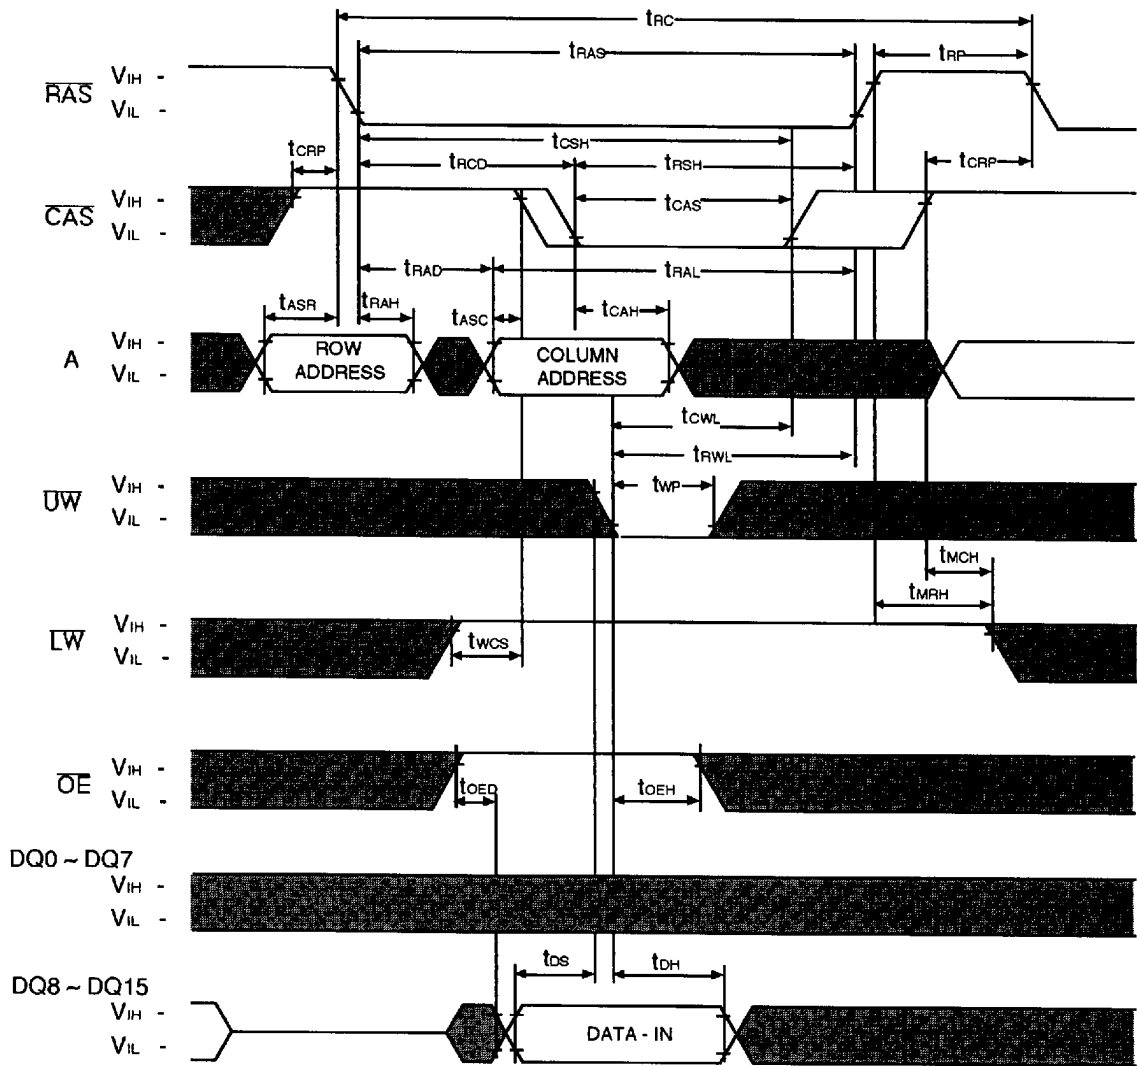 tRC
tRAS
tRP
RAS
VIH -
VIL -
tCSH
tCRP
tRCD
tRSH
tCRP
CAS
VIH -
VIL -
tCAS
tRAD
tRAL
tASR
tRAH
tASC
tCAH
A
VIH -
VIL -
ROW
ADDRESS
COLUMN
ADDRESS
tCWL
tRWL
UW
VIH -
VIL -
tWP
tMCH
tMRH
LW
VIH -
VIL -
tWCS
OE
VIH -
VIL -
tOED
tOEH
DQ0 ~ DQ7
VIH -
VIL -
tDS
tDH
DQ8 ~ DQ15
VIH -
VIL -
DATA - IN